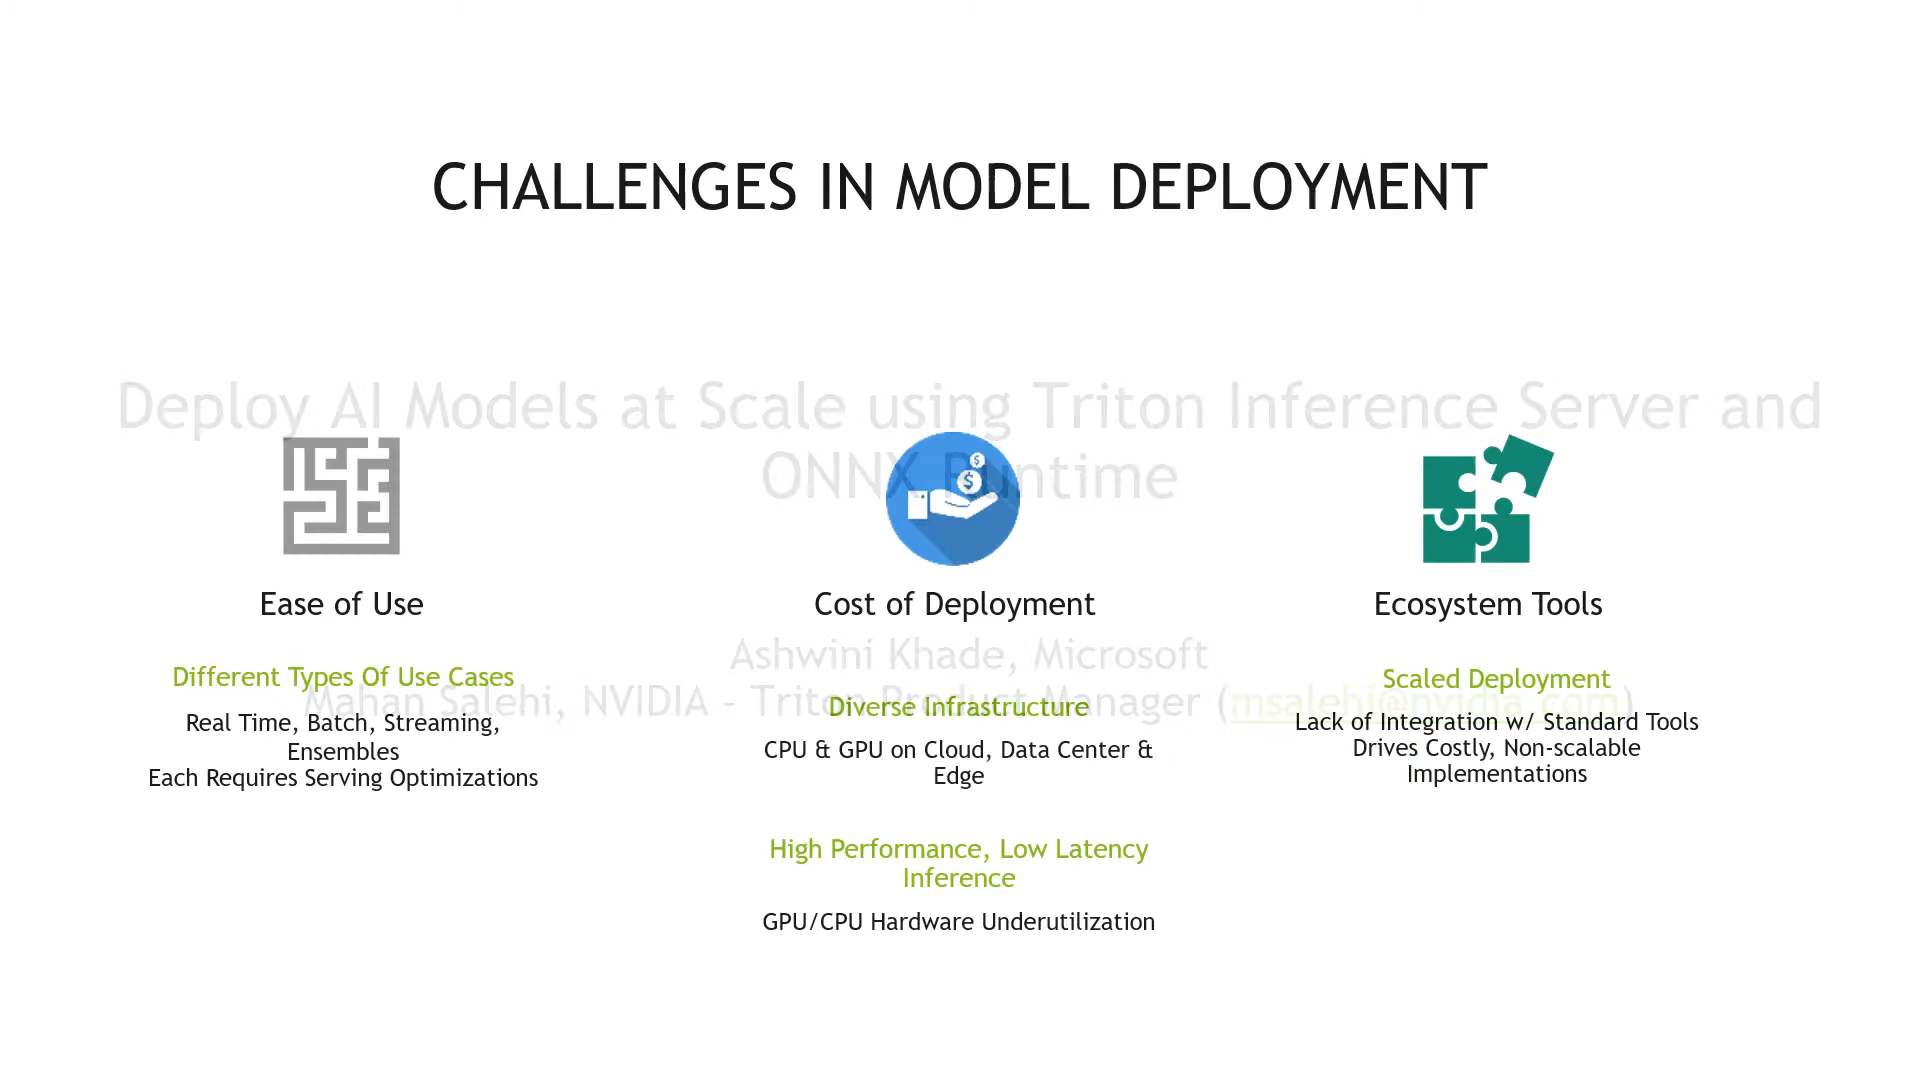 CHALLENGES IN MODEL DEPLOYMENT
Deploy AI Models at Scale using Triton Inference Server and
ONNX Runtime
Ease of Use
Cost of Deployment
Ecosystem Tools
Ashwini Khade, Microsoft
Mahan Salehi, NVIDIA – Triton Product Manager (msalehi@nvidia.com)
Different Types Of Use Cases
Real Time, Batch, Streaming,
Ensembles
Each Requires Serving Optimizations
Diverse Infrastructure
CPU & GPU on Cloud, Data Center &
Edge
High Performance, Low Latency
Inference
GPU/CPU Hardware Underutilization
Scaled Deployment
Lack of Integration w/ Standard Tools
Drives Costly, Non-scalable
Implementations